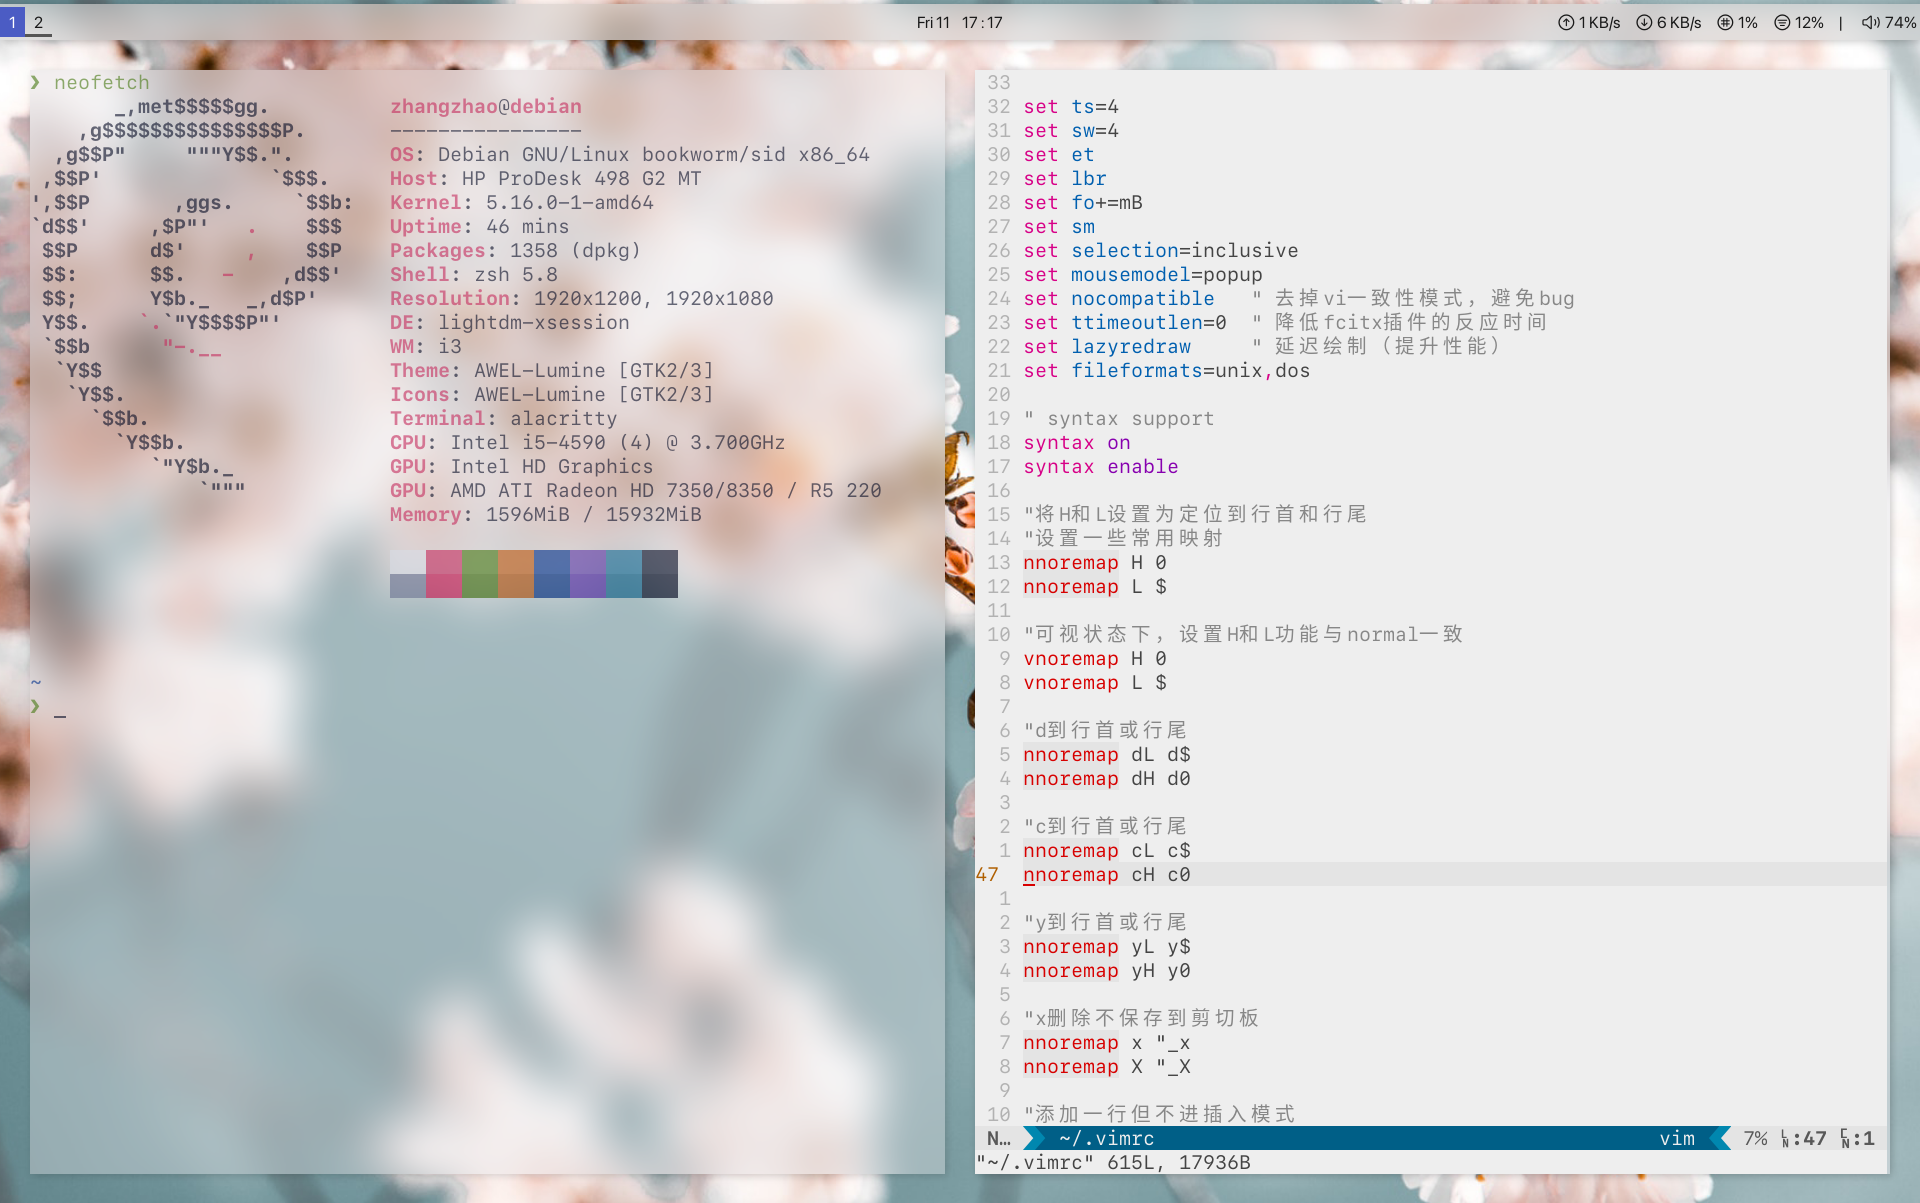 1 2
Fri 11 17:17
1 KB/s 6 KB/s 1% 12% | 74%
❯ neofetch
       _,met$$$$$gg.
    ,g$$$$$$$$$$$$$$$P.
  ,g$$P"     """Y$$.".
 ,$$P'              `$$$.
',$$P       ,ggs.     `$$b:
`d$$'     ,$P"'   .    $$$
 $$P      d$'     ,    $$P
 $$:      $$.   -    ,d$$'
 $$;      Y$b._   _,d$P'
 Y$$.    `.`"Y$$$$P"'
 `$$b      "-.__
  `Y$$
   `Y$$.
     `$$b.
       `Y$$b.
          `"Y$b._
              `"""
zhangzhao@debian
----------------
OS: Debian GNU/Linux bookworm/sid x86_64
Host: HP ProDesk 498 G2 MT
Kernel: 5.16.0-1-amd64
Uptime: 46 mins
Packages: 1358 (dpkg)
Shell: zsh 5.8
Resolution: 1920x1200, 1920x1080
DE: lightdm-xsession
WM: i3
Theme: AWEL-Lumine [GTK2/3]
Icons: AWEL-Lumine [GTK2/3]
Terminal: alacritty
CPU: Intel i5-4590 (4) @ 3.700GHz
GPU: Intel HD Graphics
GPU: AMD ATI Radeon HD 7350/8350 / R5 220
Memory: 1596MiB / 15932MiB
~
❯ _
33
32 set ts=4
31 set sw=4
30 set et
29 set lbr
28 set fo+=mB
27 set sm
26 set selection=inclusive
25 set mousemodel=popup
24 set nocompatible   " 去掉vi一致性模式，避免bug
23 set ttimeoutlen=0  " 降低fcitx插件的反应时间
22 set lazyredraw     " 延迟绘制（提升性能）
21 set fileformats=unix,dos
20
19 " syntax support
18 syntax on
17 syntax enable
16
15 "将H和L设置为定位到行首和行尾
14 "设置一些常用映射
13 nnoremap H 0
12 nnoremap L $
11
10 "可视状态下，设置H和L功能与normal一致
9 vnoremap H 0
8 vnoremap L $
7
6 "d到行首或行尾
5 nnoremap dL d$
4 nnoremap dH d0
3
2 "c到行首或行尾
1 nnoremap cL c$
47 nnoremap cH c0
1
2 "y到行首或行尾
3 nnoremap yL y$
4 nnoremap yH y0
5
6 "x删除不保存到剪切板
7 nnoremap x "_x
8 nnoremap X "_X
9
10 "添加一行但不进插入模式
N… ~/.vimrc vim 7% LN:47 CN:1
"~/.vimrc" 615L, 17936B